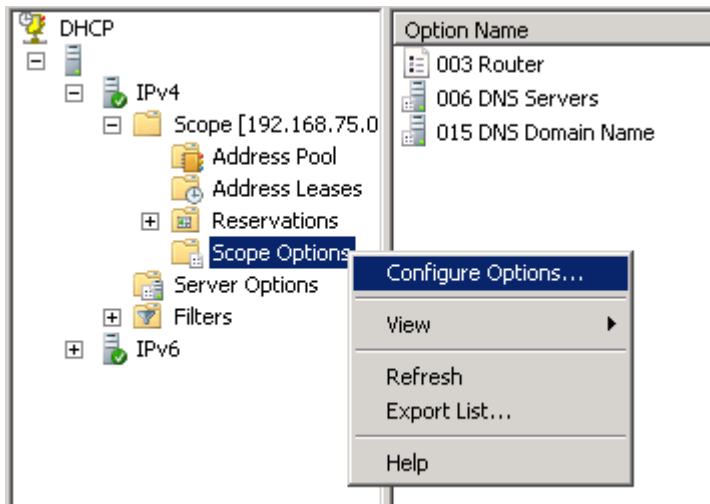 DHCP
IPv4
Scope [192.168.75.0
Address Pool
Address Leases
Reservations
Scope Options
Server Options
Filters
IPv6
Option Name
003 Router
006 DNS Servers
015 DNS Domain Name
Configure Options...
View
Refresh
Export List...
Help